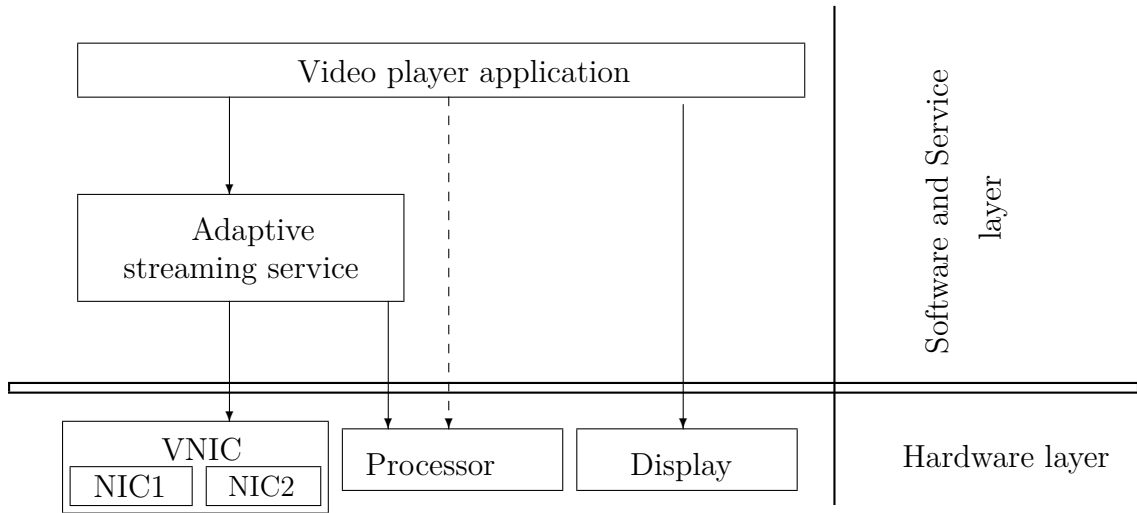 Video player application
Adaptive
streaming service
Software and Service
layer
VNIC
NIC1
NIC2
Processor
Display
Hardware layer